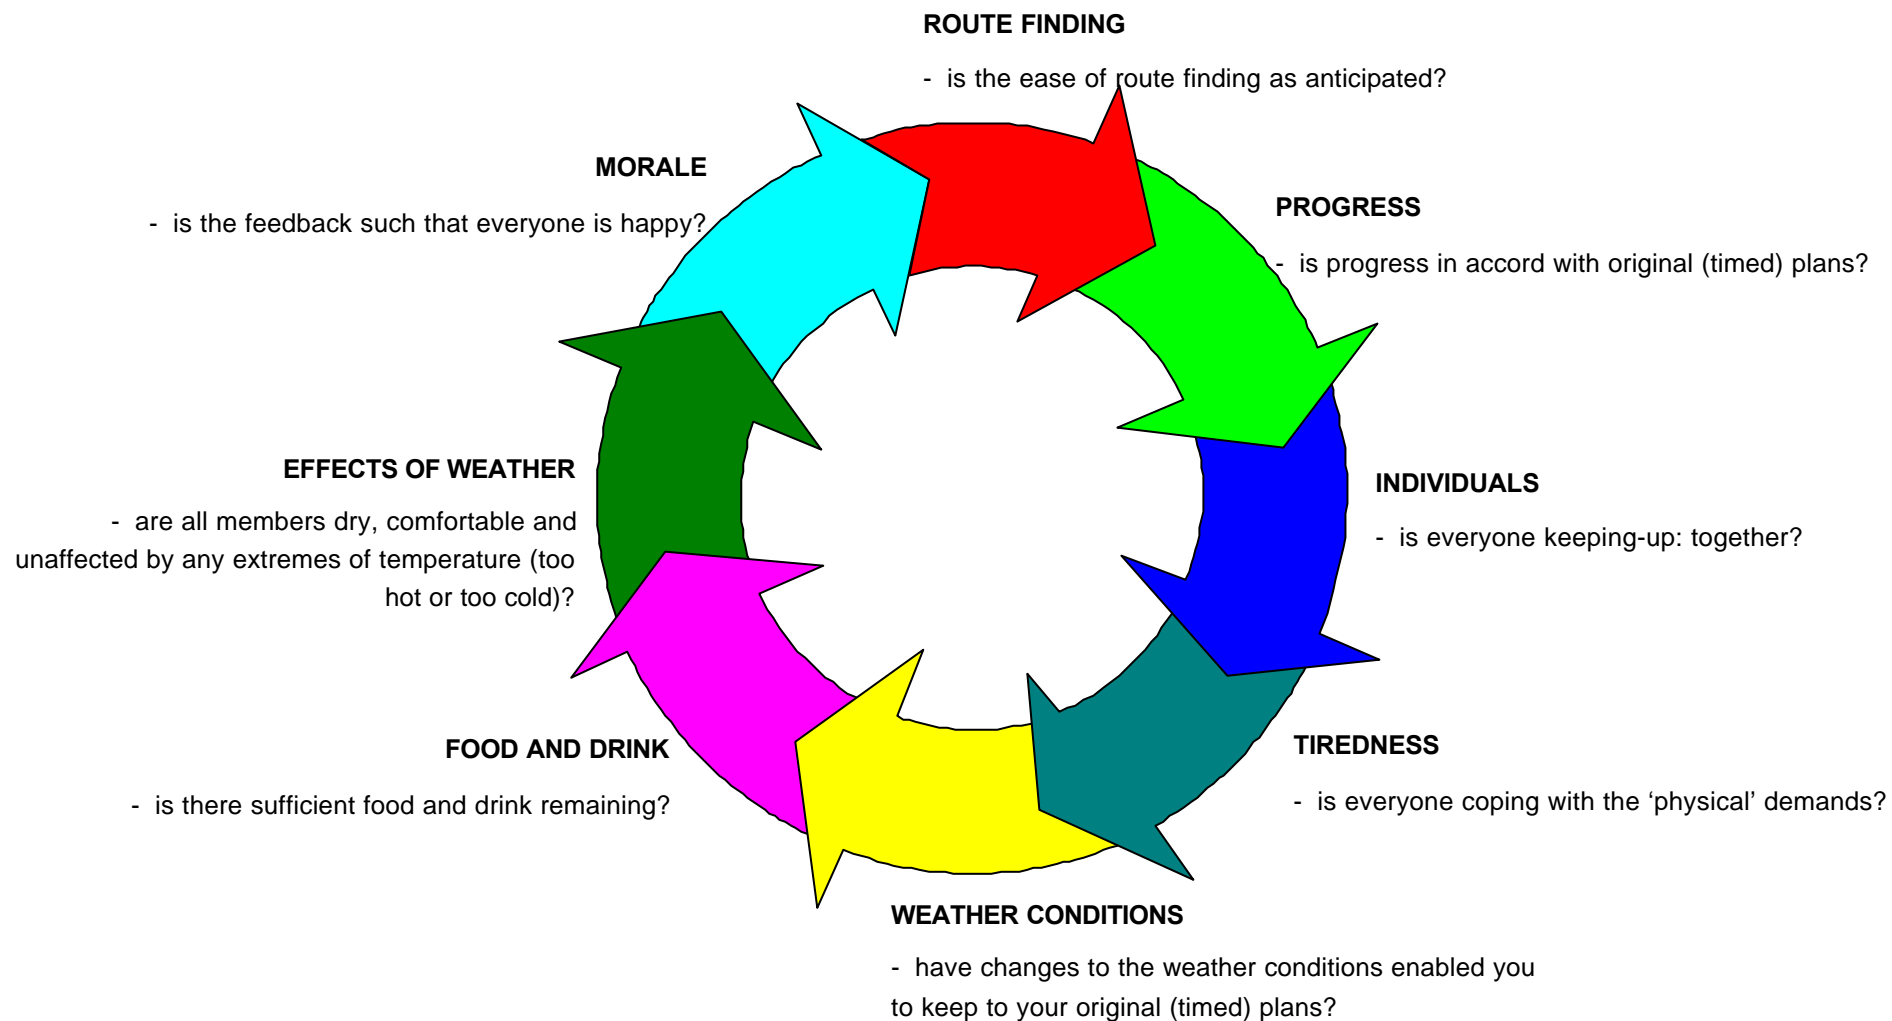 ROUTE FINDING
- is the ease of route finding as anticipated?
PROGRESS
- is progress in accord with original (timed) plans?
INDIVIDUALS
- is everyone keeping-up: together?
TIREDNESS
- is everyone coping with the ‘physical’ demands?
WEATHER CONDITIONS
- have changes to the weather conditions enabled you
to keep to your original (timed) plans?
FOOD AND DRINK
- is there sufficient food and drink remaining?
EFFECTS OF WEATHER
- are all members dry, comfortable and
unaffected by any extremes of temperature (too
hot or too cold)?
MORALE
- is the feedback such that everyone is happy?